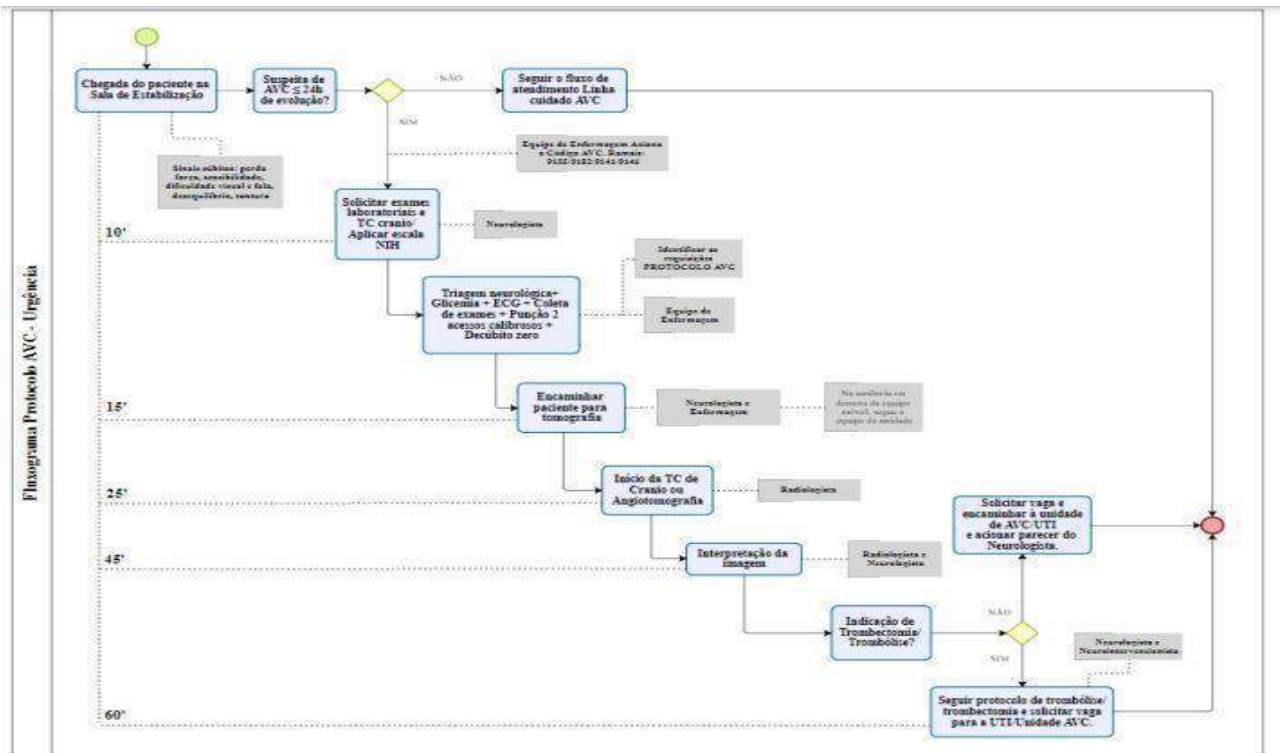 Fluxograma Protocolo AVC - Urgência
Chegada do paciente na
Sala de Estabilização
Suspeita de
AVC ≤ 24h
de evolução?
NÃO
Seguir o fluxo de
atendimento Linha
cuidado AVC
SIM
Equipe de Enfermagem Aciona
o Código AVC. Ramais:
Sinais súbitos: perda
força, sensibilidade,
dificuldade visual e fala,
desequilíbrio, tontura
Solicitar exames
laboratoriais e
TC cranio/
Aplicar escala
NIH
Neurologista
10'
Identificar as
requisições
PROTOCOLO AVC
Triagem neurológica+
Glicemia + ECG + Coleta
de exames + Punção 2
acessos calibrosos +
Decúbito zero
Equipe de
Enfermagem
Encaminhar
paciente para
tomografia
Neurologista e
Enfermagem
equipe da unidade
15'
Início da TC de
Cranio ou
Angiotomografia
Radiologista
25'
Solicitar vaga e
encaminhar à unidade
de AVC/UTI
e acionar parecer do
Neurologista.
Interpretação da
imagem
Radiologista e
Neurologista
45'
Indicação de
Trombectomia/
Trombólise?
NÃO
SIM
Neurologista e
Neurointervencionista
Seguir protocolo de trombólise/
trombectomia e solicitar vaga
para a UTI/Unidade AVC.
60'